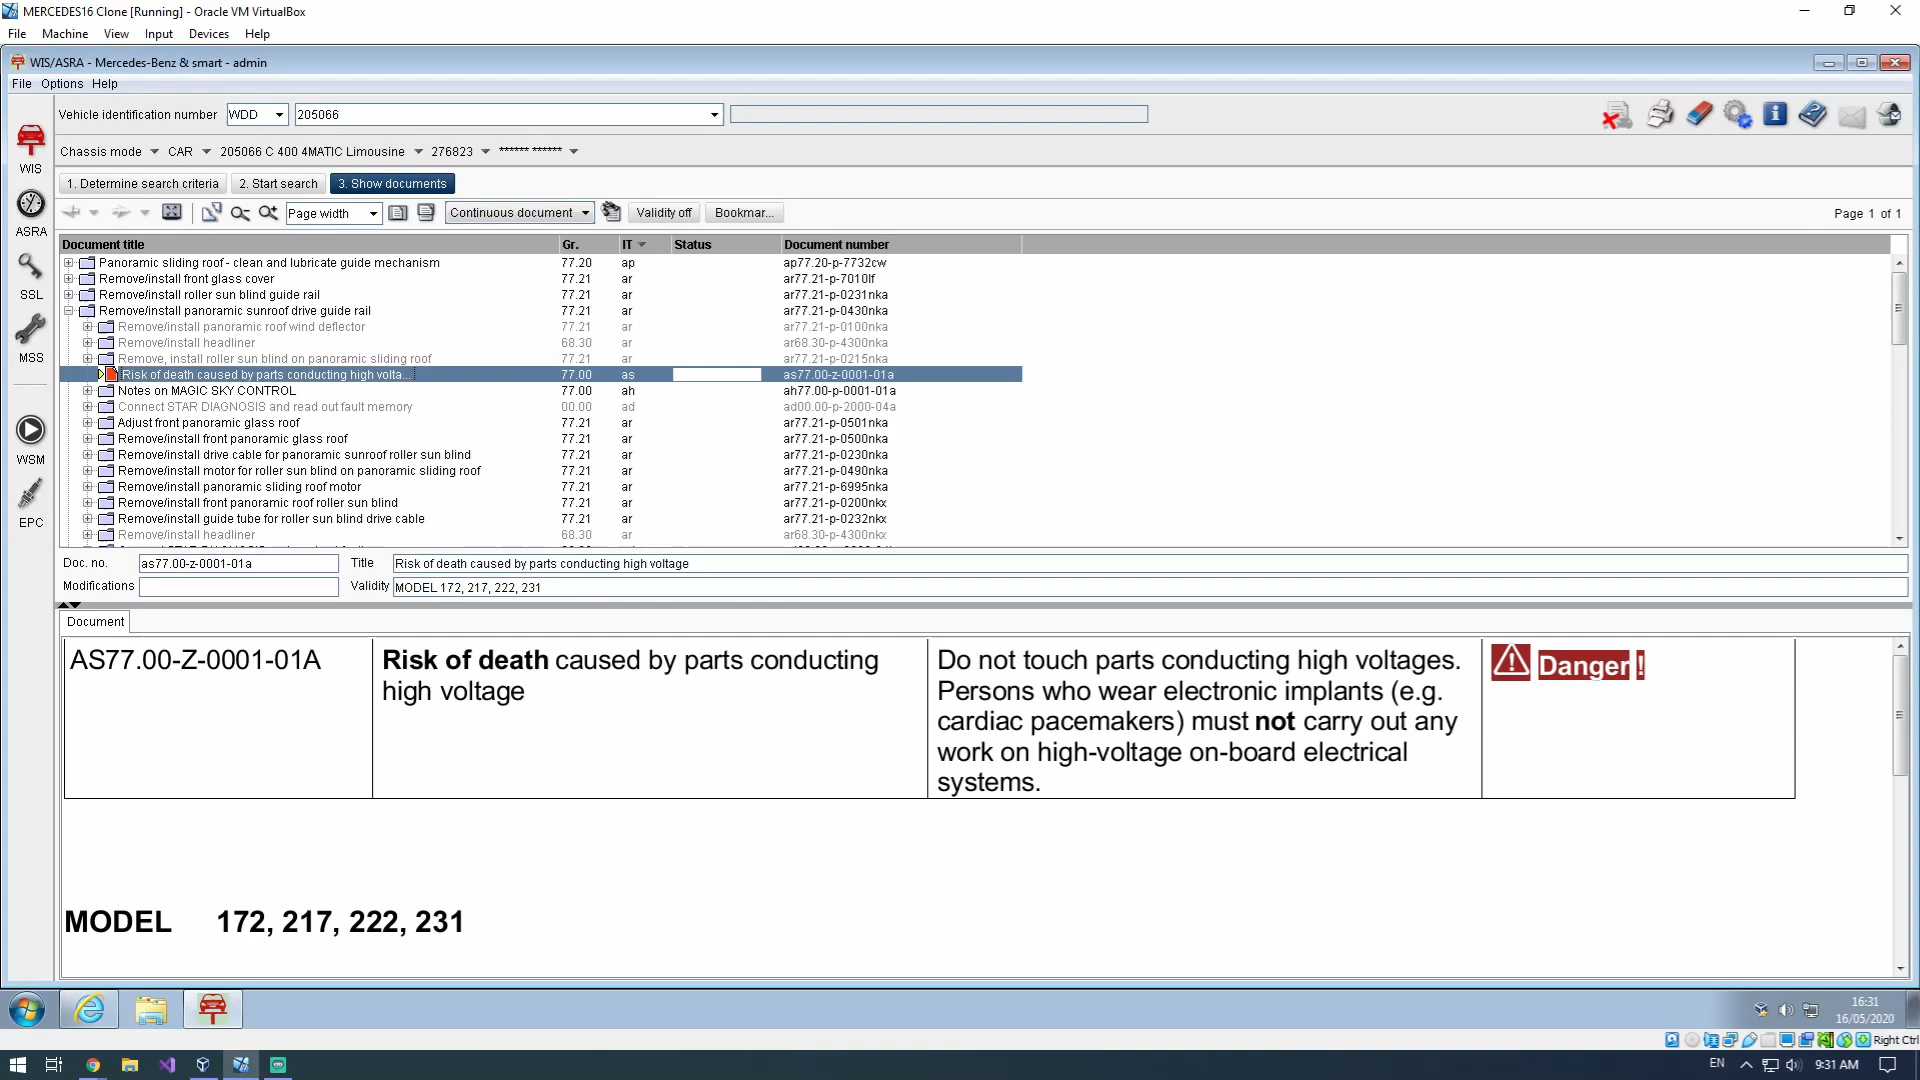 MERCEDES16 Clone [Running] - Oracle VM VirtualBox
File Machine View Input Devices Help
WIS/ASRA - Mercedes-Benz & smart - admin
File Options Help
Vehicle identification number WDD 205066
Chassis mode CAR 205066 C 400 4MATIC Limousine 276823 ****** ******
1. Determine search criteria 2. Start search 3. Show documents
Page width Continuous document Validity off Bookmar... Page 1 of 1
WIS
ASRA
SSL
MSS
WSM
EPC
Document title Gr. IT Status Document number
Panoramic sliding roof - clean and lubricate guide mechanism 77.20 ap ap77.20-p-7732cw
Remove/install front glass cover 77.21 ar ar77.21-p-7010lf
Remove/install roller sun blind guide rail 77.21 ar ar77.21-p-0231nka
Remove/install panoramic sunroof drive guide rail 77.21 ar ar77.21-p-0430nka
Remove/install panoramic roof wind deflector 77.21 ar ar77.21-p-0100nka
Remove/install headliner 68.30 ar ar68.30-p-4300nka
Remove, install roller sun blind on panoramic sliding roof 77.21 ar ar77.21-p-0215nka
Risk of death caused by parts conducting high volta... 77.00 as as77.00-z-0001-01a
Notes on MAGIC SKY CONTROL 77.00 ah ah77.00-p-0001-01a
Connect STAR DIAGNOSIS and read out fault memory 00.00 ad ad00.00-p-2000-04a
Adjust front panoramic glass roof 77.21 ar ar77.21-p-0501nka
Remove/install front panoramic glass roof 77.21 ar ar77.21-p-0500nka
Remove/install drive cable for panoramic sunroof roller sun blind 77.21 ar ar77.21-p-0230nka
Remove/install motor for roller sun blind on panoramic sliding roof 77.21 ar ar77.21-p-0490nka
Remove/install panoramic sliding roof motor 77.21 ar ar77.21-p-6995nka
Remove/install front panoramic roof roller sun blind 77.21 ar ar77.21-p-0200nkx
Remove/install guide tube for roller sun blind drive cable 77.21 ar ar77.21-p-0232nkx
Remove/install headliner 68.30 ar ar68.30-p-4300nkx
Doc. no. as77.00-z-0001-01a Title Risk of death caused by parts conducting high voltage
Modifications Validity MODEL 172, 217, 222, 231
Document
AS77.00-Z-0001-01A
Risk of death caused by parts conducting
high voltage
Do not touch parts conducting high voltages.
Persons who wear electronic implants (e.g.
cardiac pacemakers) must not carry out any
work on high-voltage on-board electrical
systems.
Danger !
MODEL 172, 217, 222, 231
16:31
16/05/2020
Right Ctrl
EN 9:31 AM